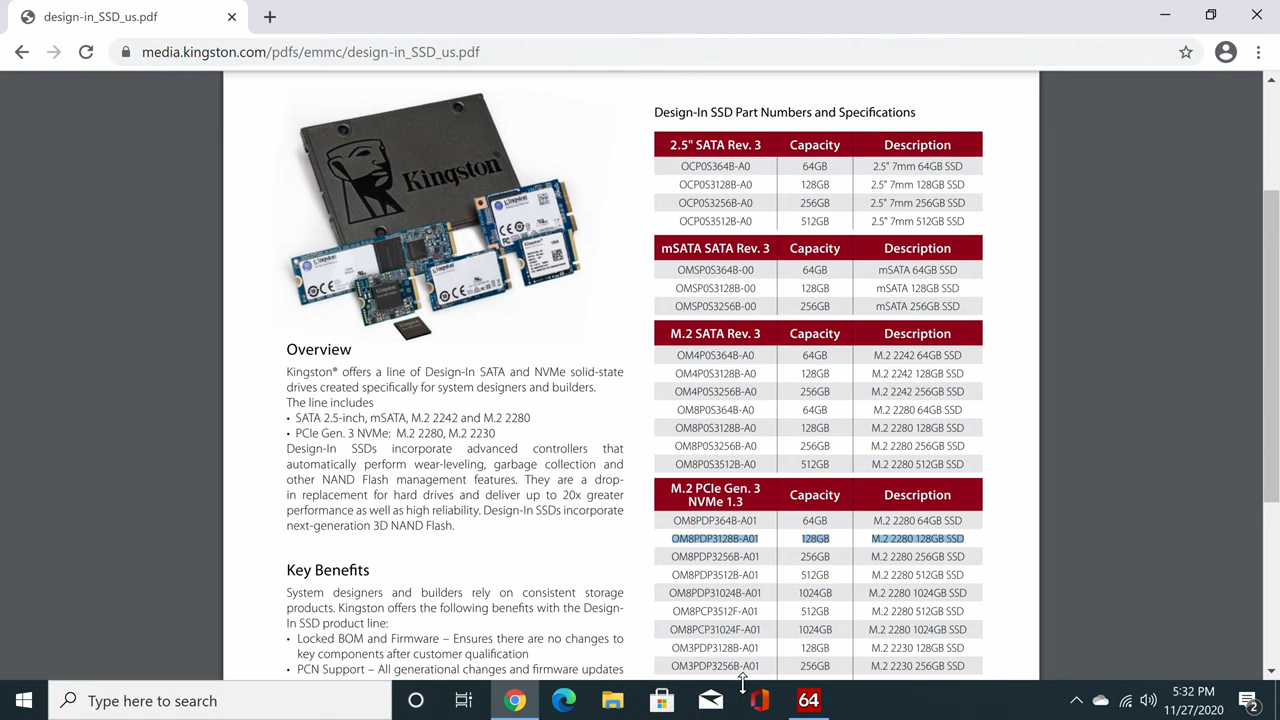 design-in_SSD_us.pdf
media.kingston.com/pdfs/emmc/design-in_SSD_us.pdf
Kingston
Overview
Kingston® offers a line of Design-In SATA and NVMe solid-state
drives created specifically for system designers and builders.
The line includes
• SATA 2.5-inch, mSATA, M.2 2242 and M.2 2280
• PCIe Gen. 3 NVMe: M.2 2280, M.2 2230
Design-In SSDs incorporate advanced controllers that
automatically perform wear-leveling, garbage collection and
other NAND Flash management features. They are a drop-
in replacement for hard drives and deliver up to 20x greater
performance as well as high reliability. Design-In SSDs incorporate
next-generation 3D NAND Flash.
Key Benefits
System designers and builders rely on consistent storage
products. Kingston offers the following benefits with the Design-
In SSD product line:
• Locked BOM and Firmware – Ensures there are no changes to
key components after customer qualification
• PCN Support – All generational changes and firmware updates
Design-In SSD Part Numbers and Specifications
2.5" SATA Rev. 3 Capacity Description
OCP0S364B-A0 64GB 2.5" 7mm 64GB SSD
OCP0S3128B-A0 128GB 2.5" 7mm 128GB SSD
OCP0S3256B-A0 256GB 2.5" 7mm 256GB SSD
OCP0S3512B-A0 512GB 2.5" 7mm 512GB SSD
mSATA SATA Rev. 3 Capacity Description
OMSP0S364B-00 64GB mSATA 64GB SSD
OMSP0S3128B-00 128GB mSATA 128GB SSD
OMSP0S3256B-00 256GB mSATA 256GB SSD
M.2 SATA Rev. 3 Capacity Description
OM4P0S364B-A0 64GB M.2 2242 64GB SSD
OM4P0S3128B-A0 128GB M.2 2242 128GB SSD
OM4P0S3256B-A0 256GB M.2 2242 256GB SSD
OM8P0S364B-A0 64GB M.2 2280 64GB SSD
OM8P0S3128B-A0 128GB M.2 2280 128GB SSD
OM8P0S3256B-A0 256GB M.2 2280 256GB SSD
OM8P0S3512B-A0 512GB M.2 2280 512GB SSD
M.2 PCIe Gen. 3
NVMe 1.3 Capacity Description
OM8PDP364B-A01 64GB M.2 2280 64GB SSD
OM8PDP3128B-A01 128GB M.2 2280 128GB SSD
OM8PDP3256B-A01 256GB M.2 2280 256GB SSD
OM8PDP3512B-A01 512GB M.2 2280 512GB SSD
OM8PDP31024B-A01 1024GB M.2 2280 1024GB SSD
OM8PCP3512F-A01 512GB M.2 2280 512GB SSD
OM8PCP31024F-A01 1024GB M.2 2280 1024GB SSD
OM3PDP3128B-A01 128GB M.2 2230 128GB SSD
OM3PDP3256B-A01 256GB M.2 2230 256GB SSD
Type here to search
64
5:32 PM
11/27/2020
2